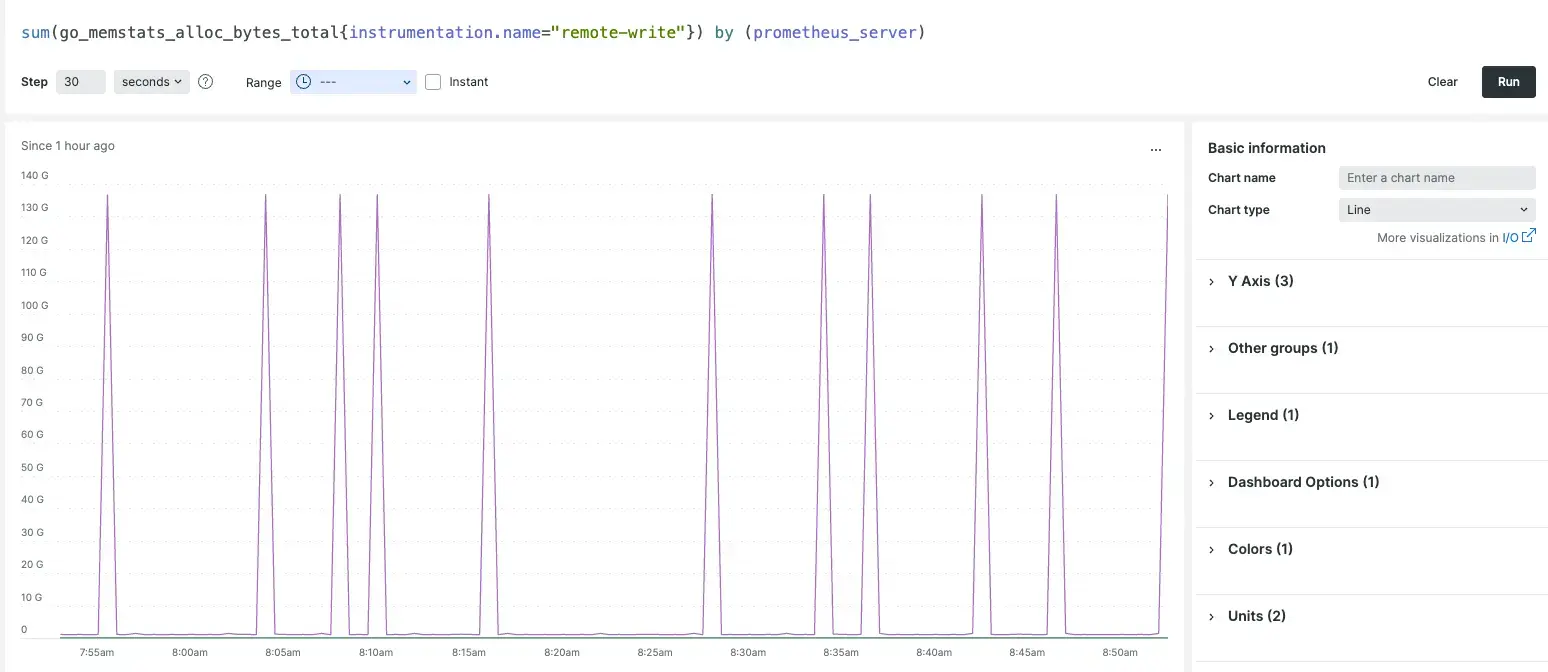 sum(go_memstats_alloc_bytes_total{instrumentation.name="remote-write"}) by (prometheus_server)
Step 30 seconds ? Range --- Instant Clear Run
Since 1 hour ago
...
140 G
130 G
120 G
110 G
100 G
90 G
80 G
70 G
60 G
50 G
40 G
30 G
20 G
10 G
0
7:55am 8:00am 8:05am 8:10am 8:15am 8:20am 8:25am 8:30am 8:35am 8:40am 8:45am 8:50am
Basic information
Chart name Enter a chart name
Chart type Line
More visualizations in I/O
Y Axis (3)
Other groups (1)
Legend (1)
Dashboard Options (1)
Colors (1)
Units (2)